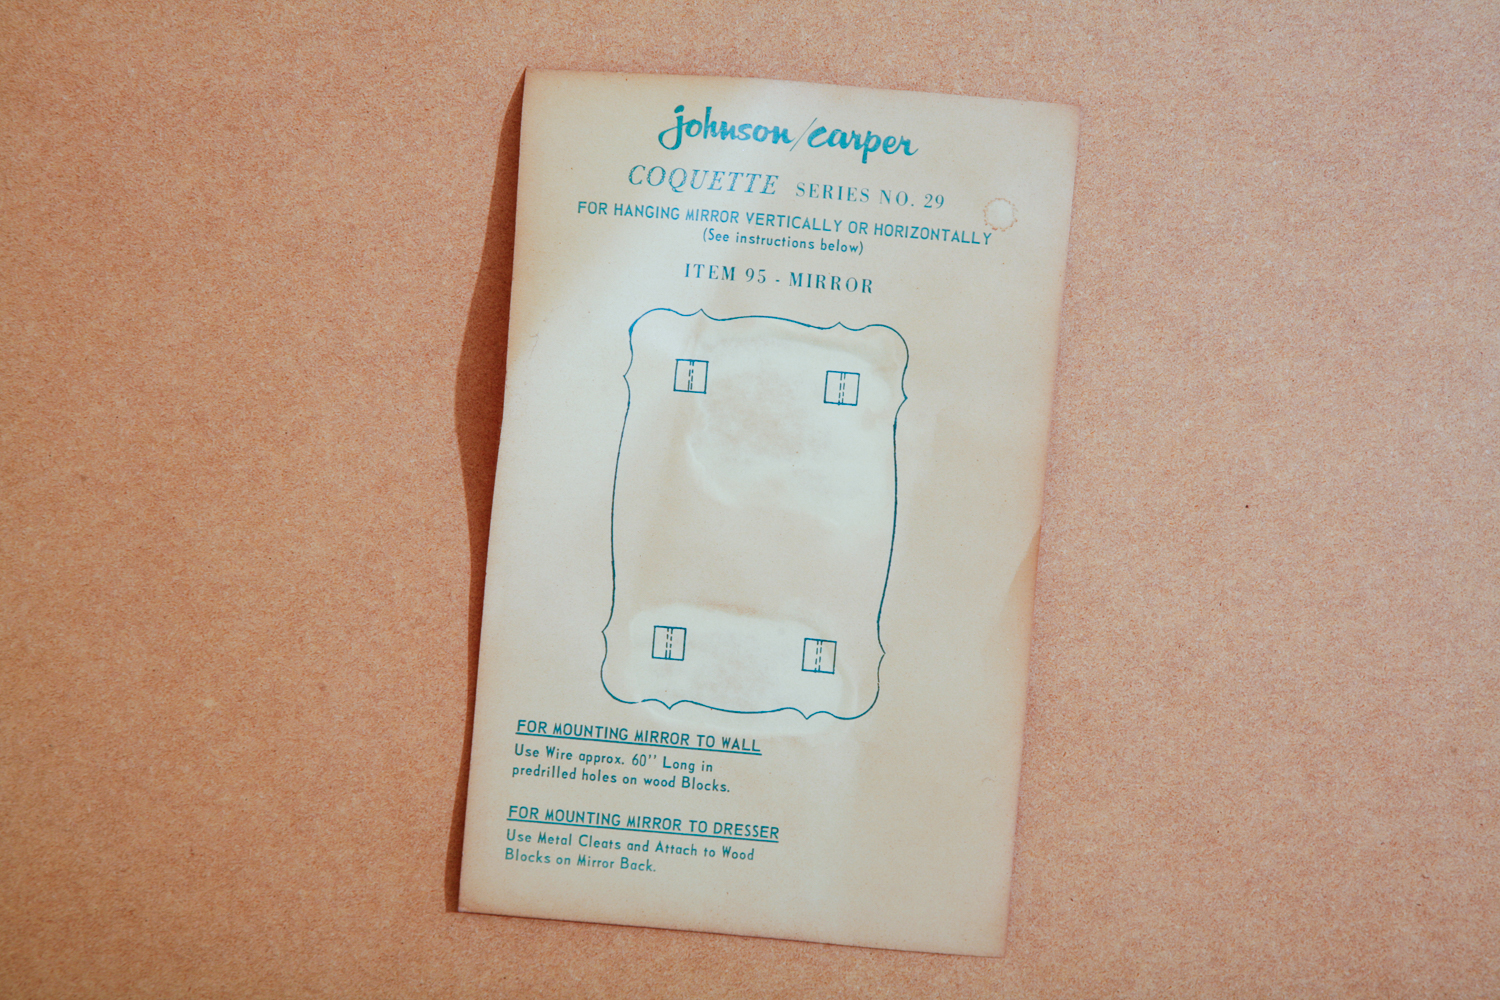 johnson/carper
COQUETTE SERIES NO. 29
FOR HANGING MIRROR VERTICALLY OR HORIZONTALLY
(See instructions below)
ITEM 95 - MIRROR
FOR MOUNTING MIRROR TO WALL
Use Wire approx. 60'' Long in
predrilled holes on wood Blocks.
FOR MOUNTING MIRROR TO DRESSER
Use Metal Cleats and Attach to Wood
Blocks on Mirror Back.